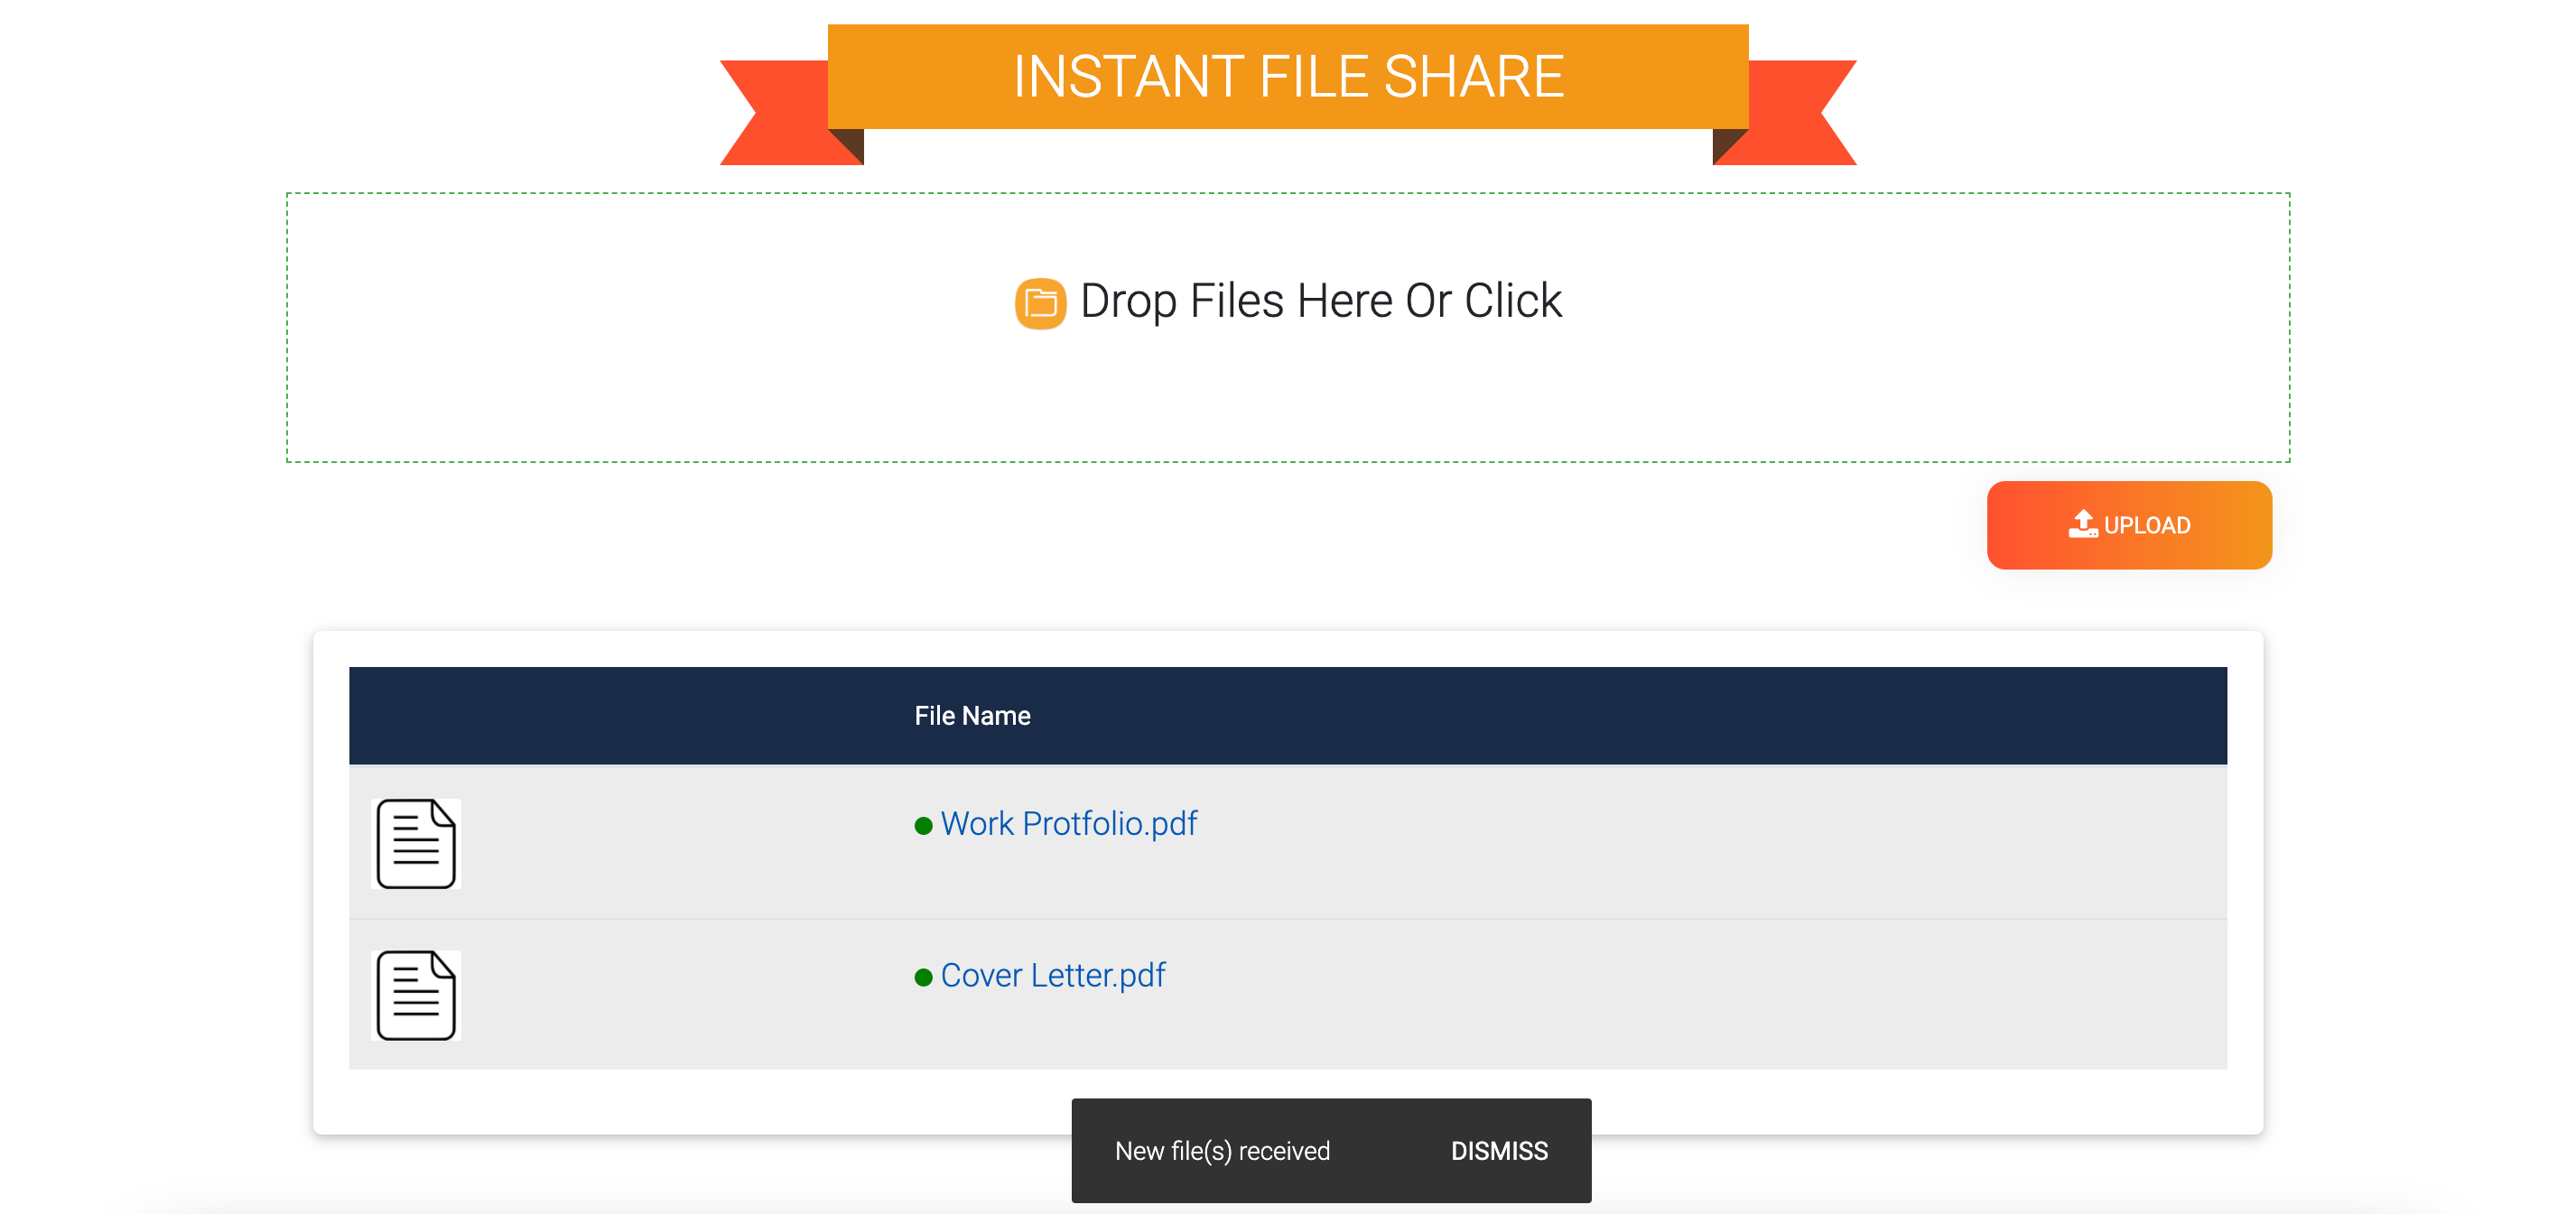 INSTANT FILE SHARE
Drop Files Here Or Click
UPLOAD
File Name
Work Protfolio.pdf
Cover Letter.pdf
New file(s) received DISMISS